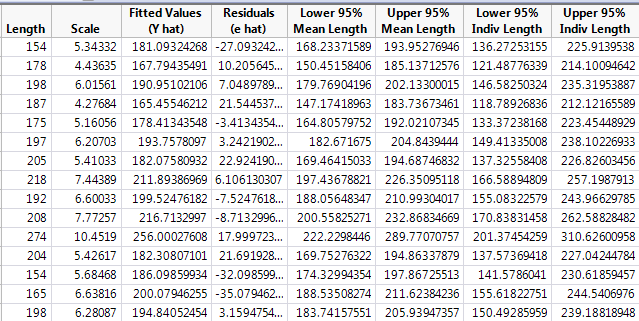 Length Scale Fitted Values (Y hat) Residuals (e hat) Lower 95% Mean Length Upper 95% Mean Length Lower 95% Indiv Length Upper 95% Indiv Length
154 5.34332 181.09324268 -27.093242... 168.23371589 193.95276946 136.27253155 225.9139538
178 4.43635 167.79435491 10.205645... 150.45158406 185.13712576 121.48776339 214.10094642
198 6.01561 190.95102106 7.0489789... 179.76904196 202.13300015 146.58250324 235.31953887
187 4.27684 165.45546212 21.544537... 147.17418963 183.73673461 118.78926836 212.12165589
175 5.16056 178.41343548 -3.4134354... 164.80579752 192.02107345 133.37238168 223.45448929
197 6.20703 193.7578097 3.2421902... 182.671675 204.8439444 149.41335008 238.10226933
205 5.41033 182.07580932 22.924190... 169.46415033 194.68746832 137.32558408 226.82603456
218 7.44389 211.89386969 6.106130307 197.43678821 226.35095118 166.58894809 257.1987913
192 6.60033 199.52476182 -7.5247618... 188.05648347 210.99304017 155.08322579 243.96629785
208 7.77257 216.7132997 -8.7132996... 200.55825271 232.86834669 170.83831458 262.58828482
274 10.4519 256.00027608 17.999723... 222.2298446 289.77070757 201.37454259 310.62600958
204 5.42617 182.30807101 21.691928... 169.75276322 194.86337879 137.57369418 227.04244784
154 5.68468 186.09859934 -32.098599... 174.32994354 197.86725513 141.5786041 230.61859457
165 6.63816 200.07946255 -35.079462... 188.53508274 211.62384236 155.61822751 244.5406976
198 6.28087 194.84052454 3.1594754... 183.74157551 205.93947357 150.49285959 239.18818948